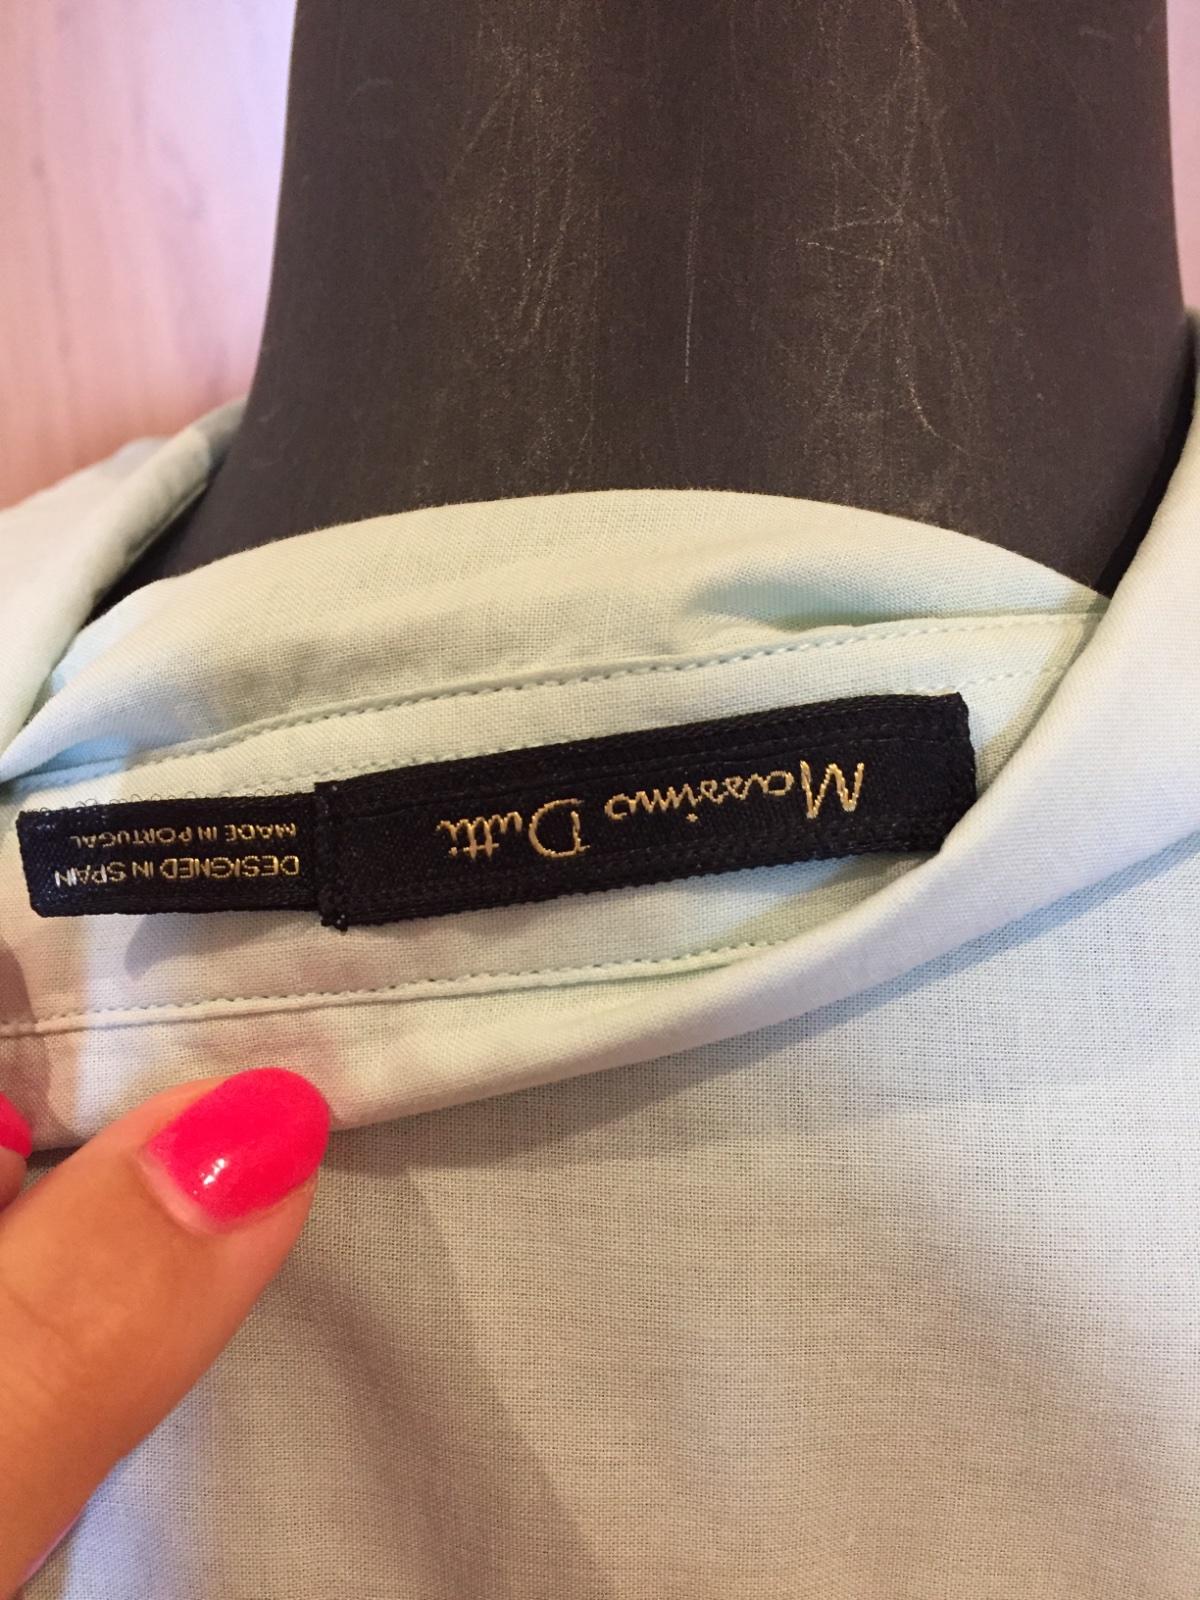 Massimo Dutti
DESIGNED IN SPAIN
MADE IN PORTUGAL